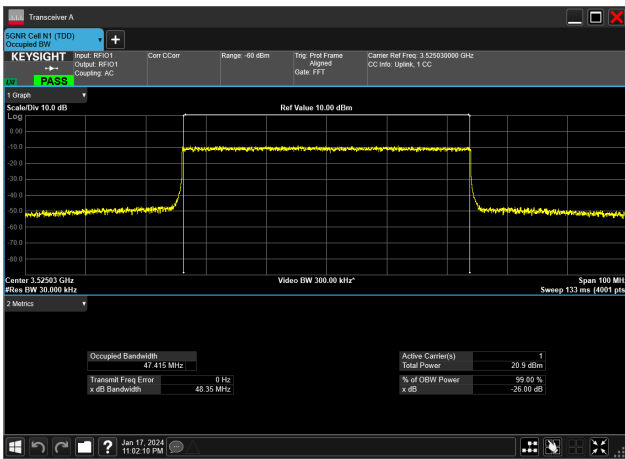 Transceiver A
5GNR Cell N1 (TDD)
Occupied BW
KEYSIGHT
PASS
Input: RFIO1
Output: RFIO1
Coupling: AC
Corr CCorr
Range: -60 dBm
Trig: Prot Frame
Aligned
Gate: FFT
Carrier Ref Freq: 3.525030000 GHz
CC Info: Uplink, 1 CC
1 Graph
Scale/Div 10.0 dB
Ref Value 10.00 dBm
Log
0.00
-10.0
-20.0
-30.0
-40.0
-50.0
-60.0
-70.0
-80.0
Center 3.52503 GHz
Video BW 300.00 kHz*
Span 100 MHz
#Res BW 30.000 kHz
Sweep 133 ms (4001 pts
2 Metrics
Occupied Bandwidth
47.415 MHz
Active Carrier(s) 1
Total Power 20.9 dBm
Transmit Freq Error 0 Hz
x dB Bandwidth 48.35 MHz
% of OBW Power 99.00 %
x dB -26.00 dB
?
Jan 17, 2024
11:02:10 PM